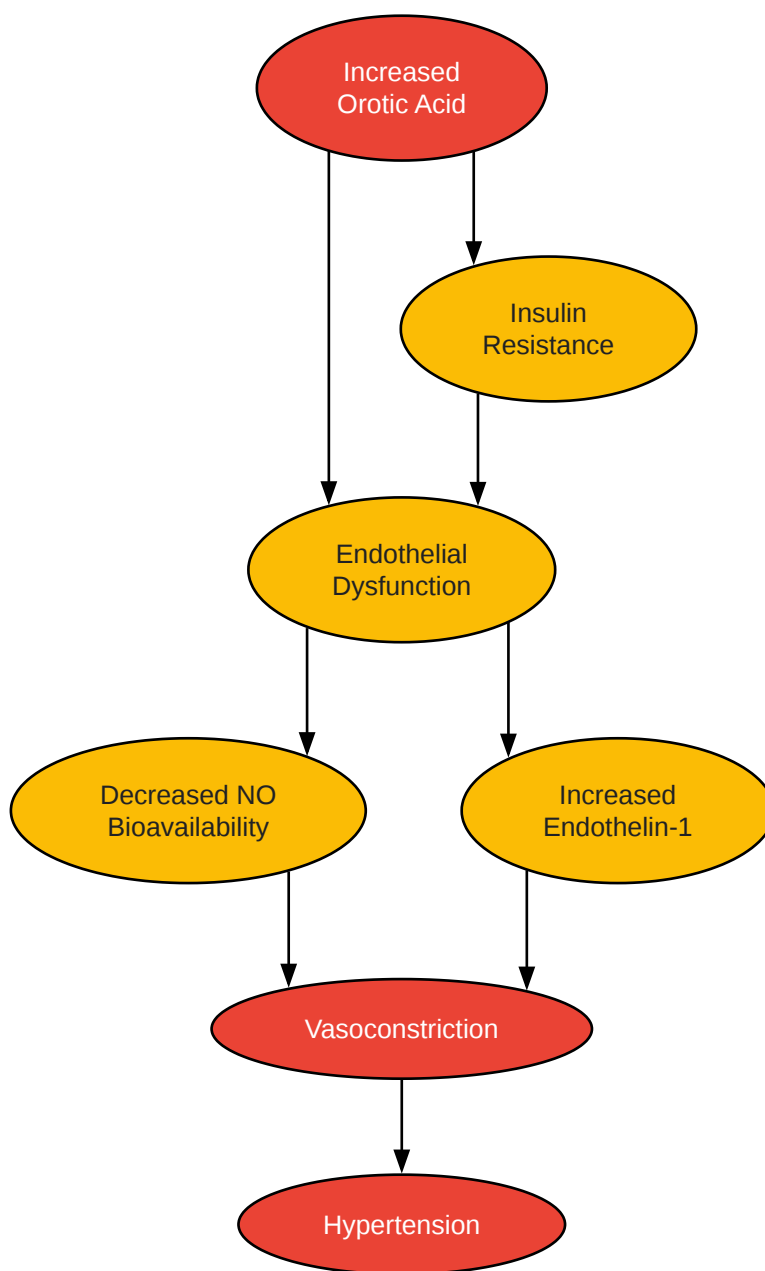 Increased
Orotic Acid
Insulin
Resistance
Endothelial
Dysfunction
Decreased NO
Bioavailability
Increased
Endothelin-1
Vasoconstriction
Hypertension